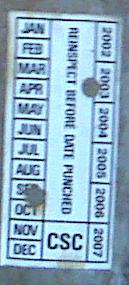 JAN
FEB
MAR
APR
MAY
JUN
JUL
AUG
SEP
OCT
NOV
DEC
REINSPECT BEFORE DATE PUNCHED
CSC
2002
2003
2004
2005
2006
2007